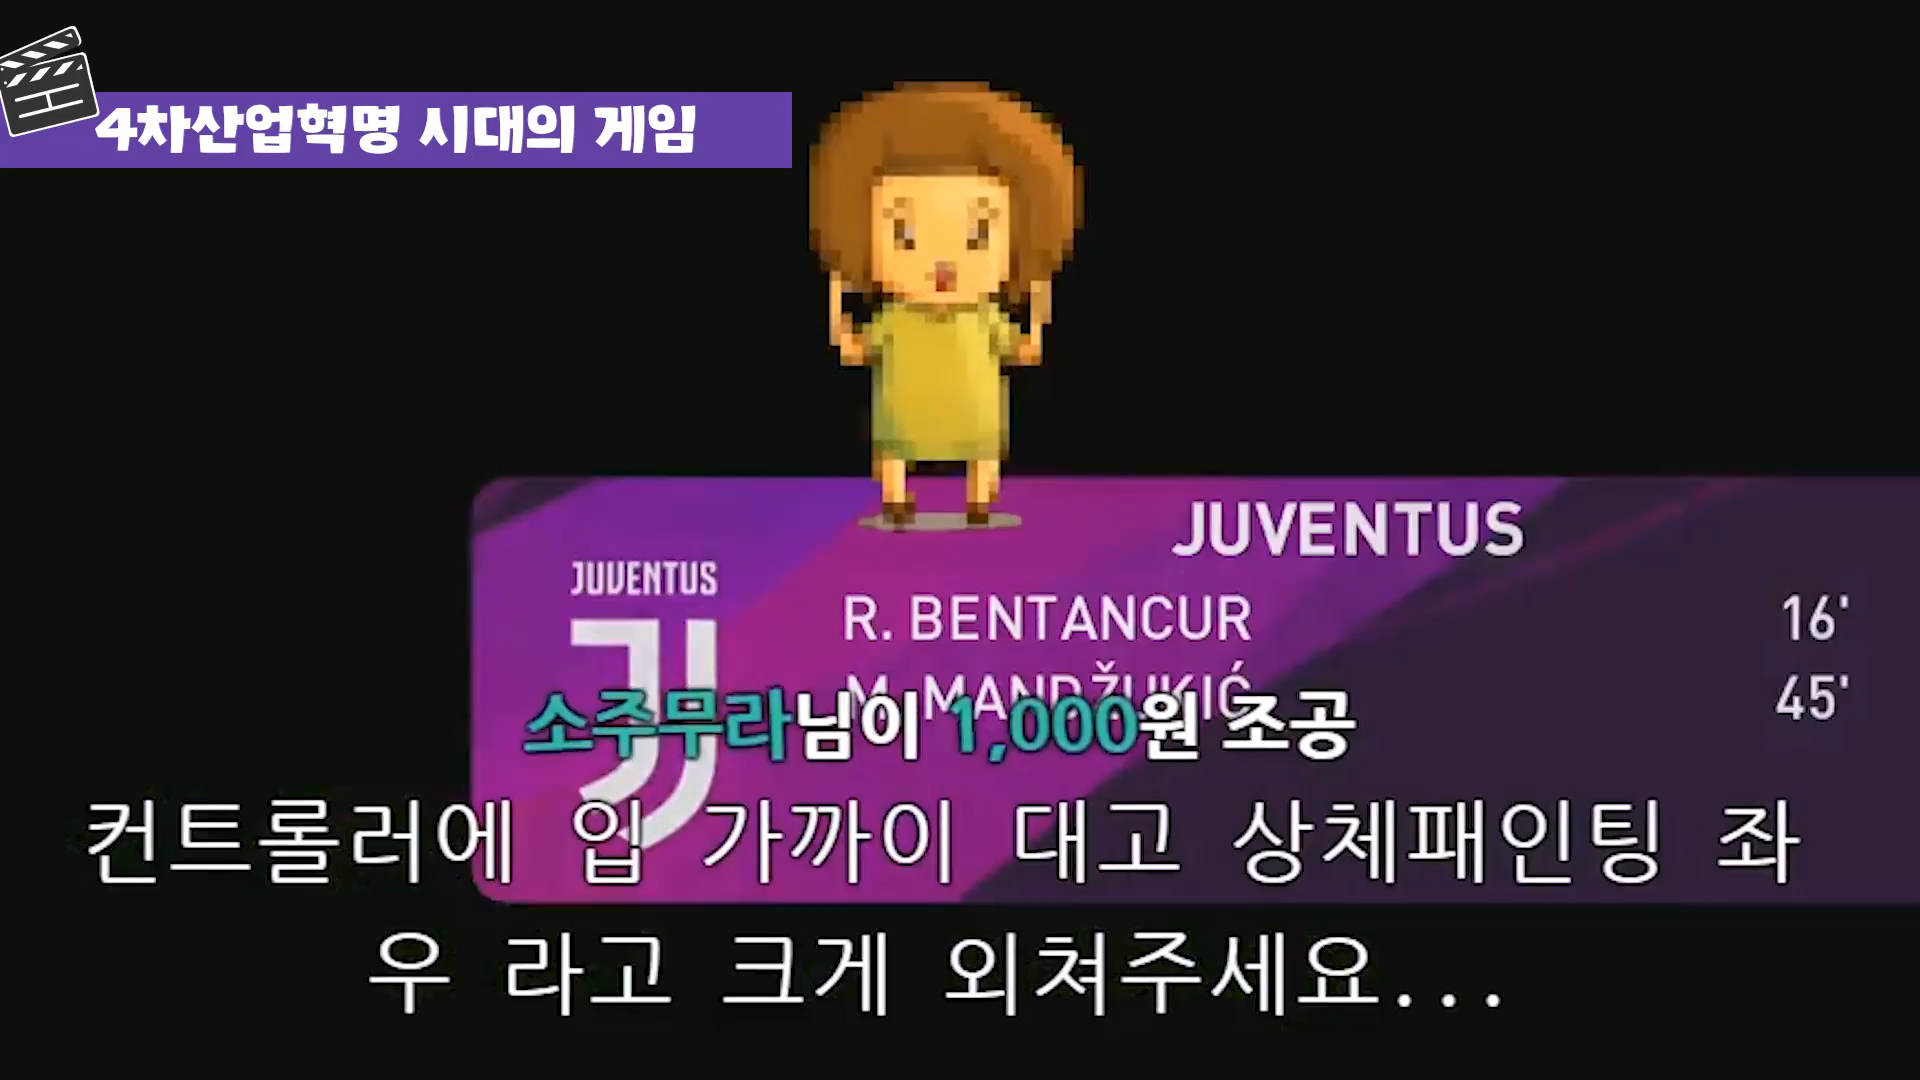 4차산업혁명 시대의 게임
JUVENTUS
JUVENTUS
R. BENTANCUR 16'
M. MANDŽUKIĆ 45'
소주무라님이 1,000원 조공
컨트롤러에 입 가까이 대고 상체패인팅 좌
우 라고 크게 외쳐주세요...